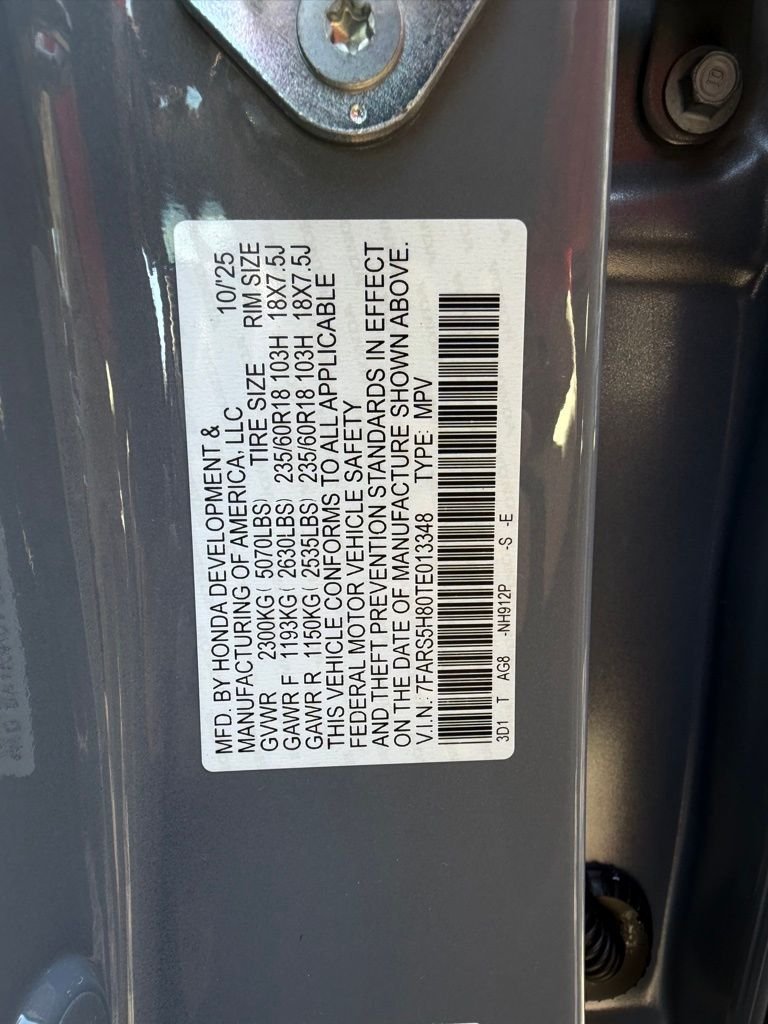 MFD. BY HONDA DEVELOPMENT &
MANUFACTURING OF AMERICA, LLC 10/'25
GVWR 2300KG ( 5070LBS) TIRE SIZE RIM SIZE
GAWR F 1193KG ( 2630LBS) 235/60R18 103H 18X7.5J
GAWR R 1150KG ( 2535LBS) 235/60R18 103H 18X7.5J
THIS VEHICLE CONFORMS TO ALL APPLICABLE
FEDERAL MOTOR VEHICLE SAFETY
AND THEFT PREVENTION STANDARDS IN EFFECT
ON THE DATE OF MANUFACTURE SHOWN ABOVE.
V.I.N.: 7FARS5H80TE013348 TYPE: MPV
3D1 T AG8 -NH912P -S -E